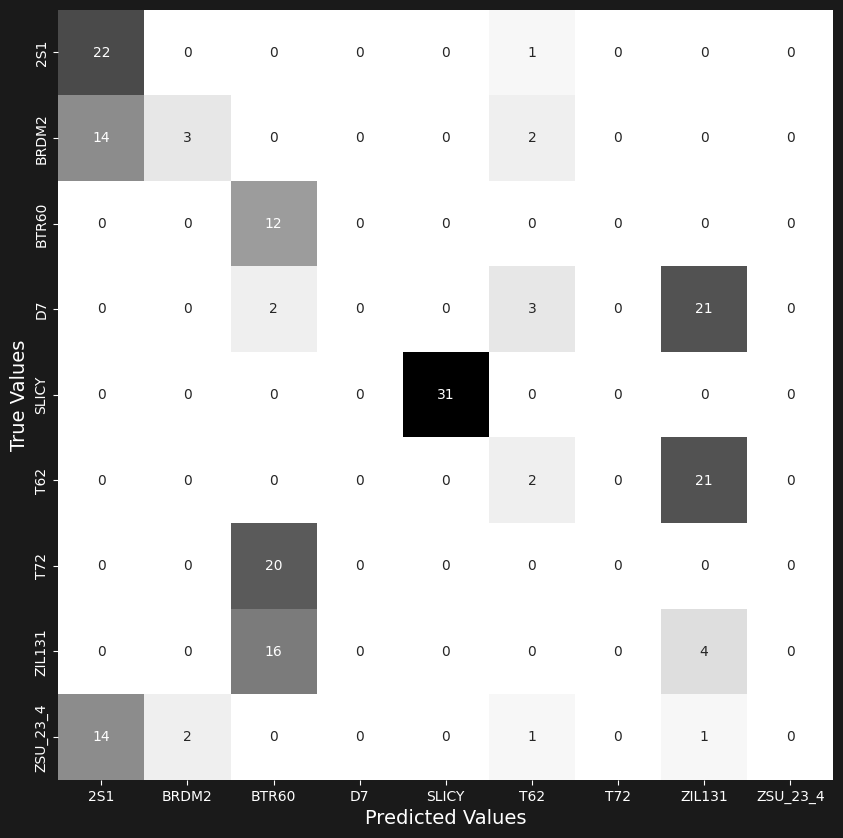 True Values
2S1 22 0 0 0 0 1 0 0 0
BRDM2 14 3 0 0 0 2 0 0 0
BTR60 0 0 12 0 0 0 0 0 0
D7 0 0 2 0 0 3 0 21 0
SLICY 0 0 0 0 31 0 0 0 0
T62 0 0 0 0 0 2 0 21 0
T72 0 0 20 0 0 0 0 0 0
ZIL131 0 0 16 0 0 0 0 4 0
ZSU_23_4 14 2 0 0 0 1 0 1 0
2S1 BRDM2 BTR60 D7 SLICY T62 T72 ZIL131 ZSU_23_4
Predicted Values